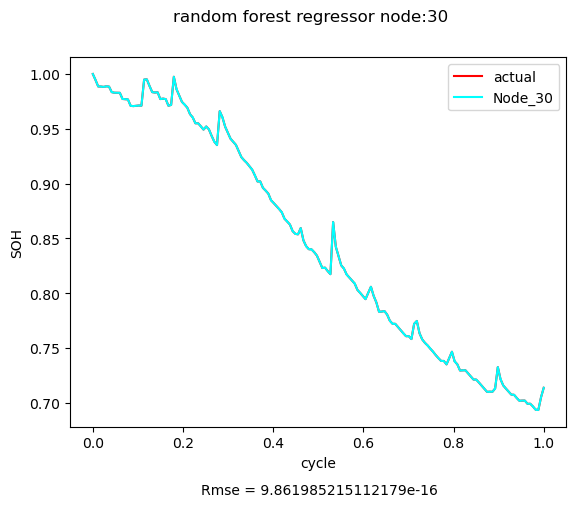 random forest regressor node:30
actual
Node_30
1.00
0.95
0.90
0.85
0.80
0.75
0.70
SOH
0.0 0.2 0.4 0.6 0.8 1.0
cycle
Rmse = 9.861985215112179e-16